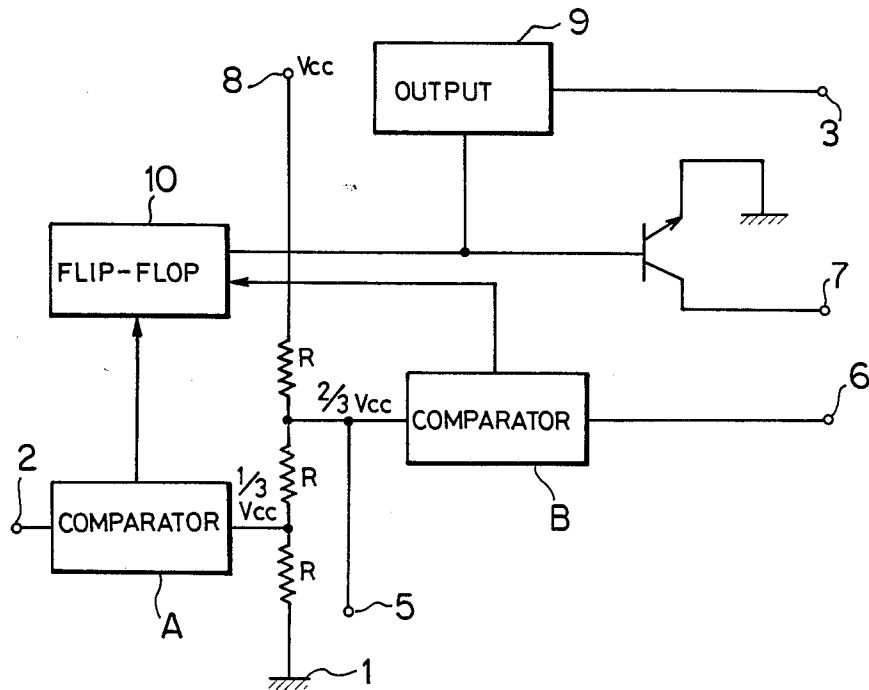 9
8
Vcc
OUTPUT
3
10
FLIP-FLOP
7
R
2/3 Vcc
6
COMPARATOR
2
1/3
Vcc
R
B
COMPARATOR
R
A
5
1